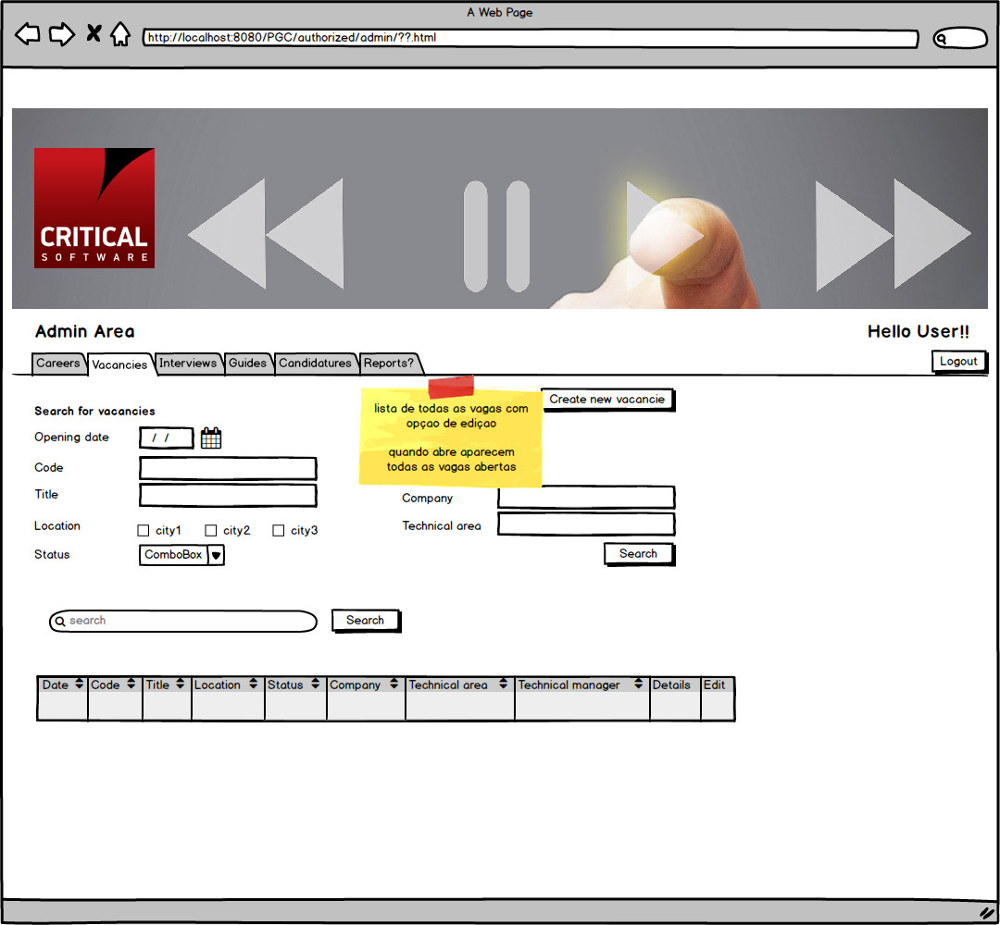 A Web Page
http://localhost:8080/PGC/authorized/admin/??.html
CRITICAL
SOFTWARE
Admin Area
Hello User!!
Careers
Vacancies
Interviews
Guides
Candidatures
Reports?
Logout
lista de todas as vagas com
opçao de ediçao
quando abre aparecem
todas as vagas abertas
Create new vacancie
Search for vacancies
Opening date
/ /
Code
Title
Company
Location
city1
city2
city3
Technical area
Status
ComboBox
Search
search
Search
Date
Code
Title
Location
Status
Company
Technical area
Technical manager
Details
Edit